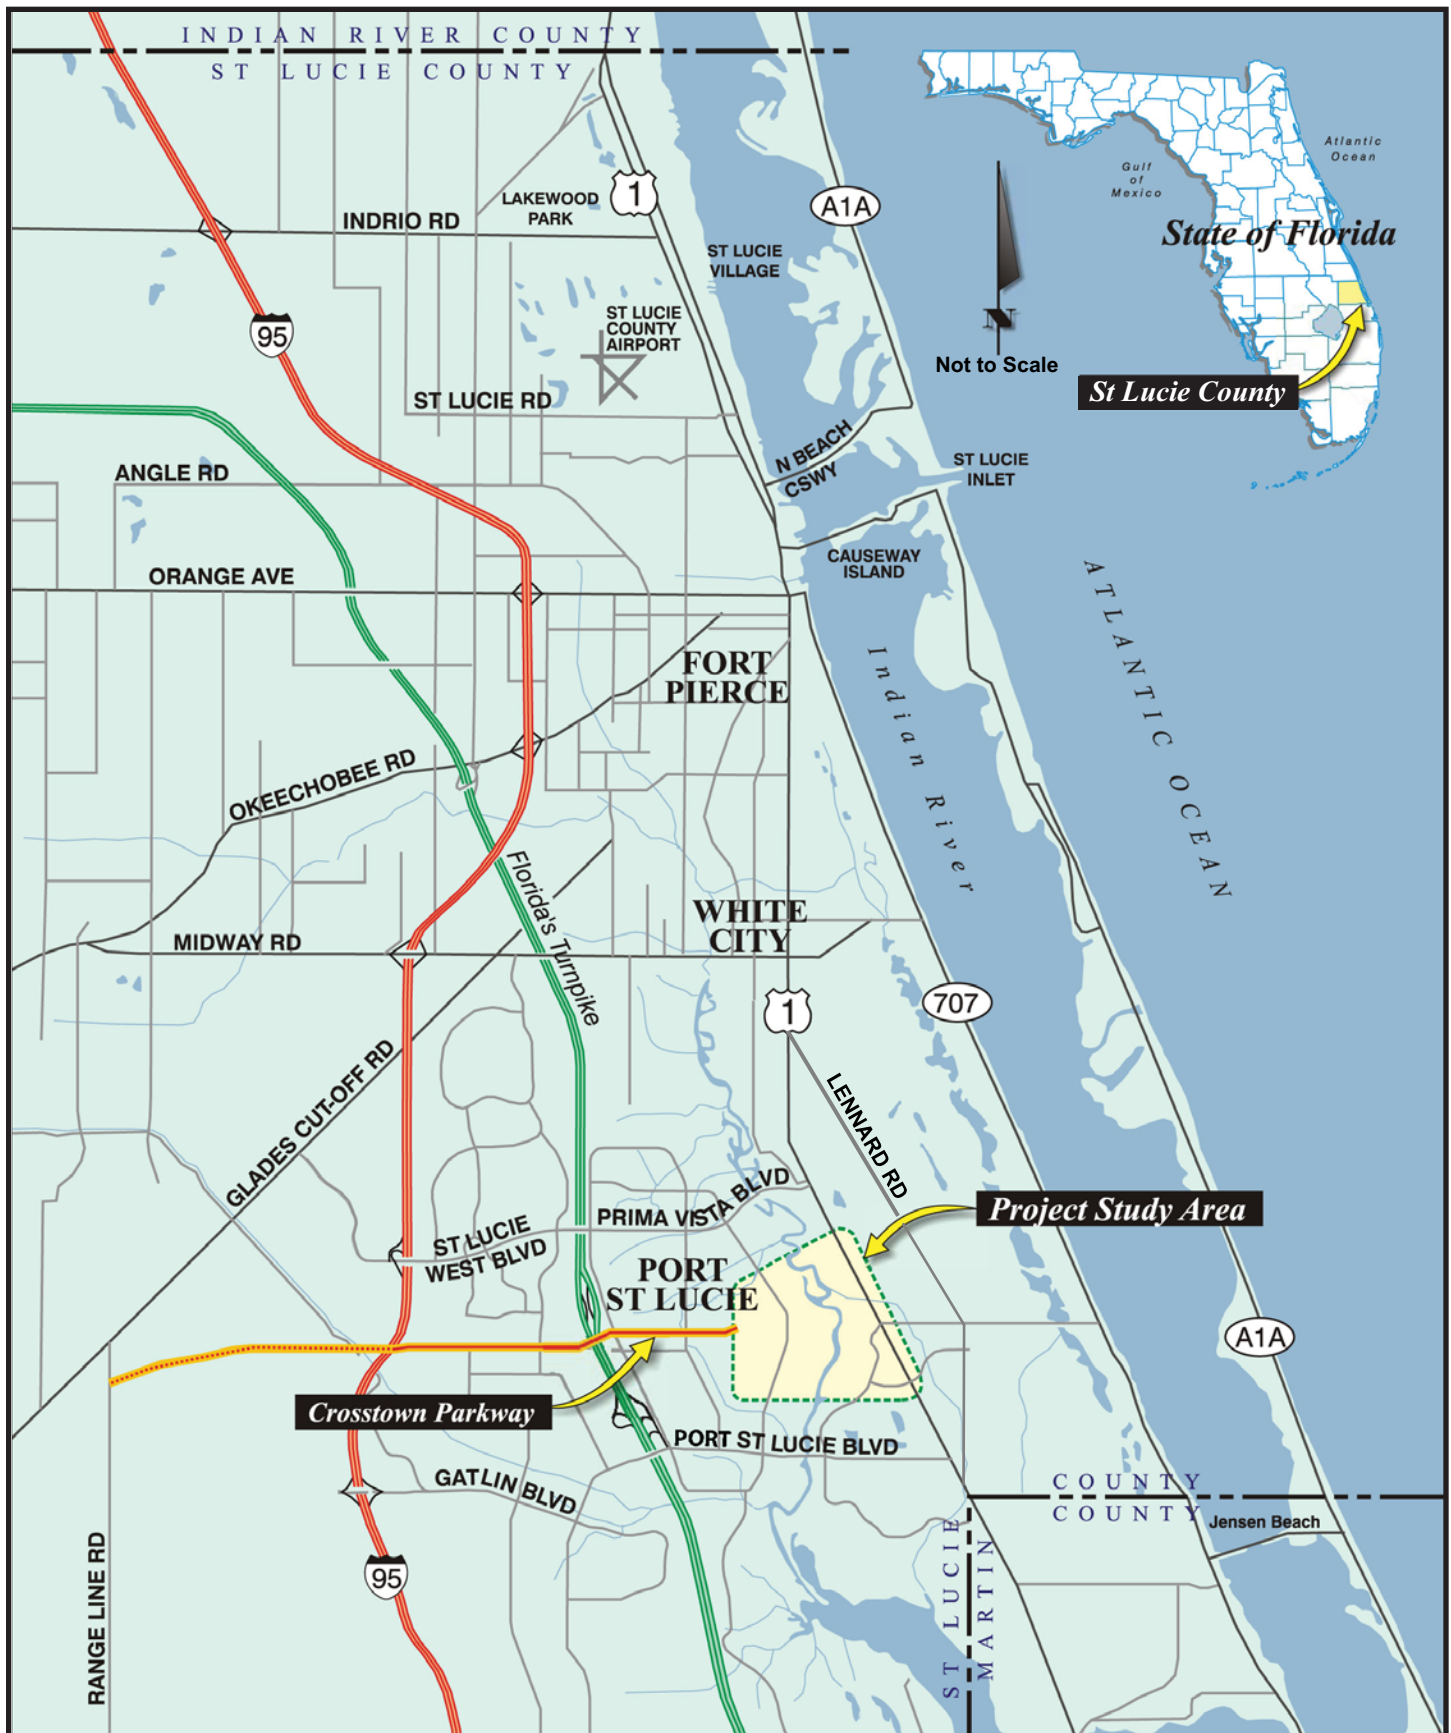 INDIAN RIVER COUNTY
ST LUCIE COUNTY
Atlantic
Ocean
Gulf
of
Mexico
LAKEWOOD
PARK
1
A1A
INDRIO RD
State of Florida
ST LUCIE
VILLAGE
95
ST LUCIE
COUNTY
AIRPORT
N
Not to Scale
St Lucie County
ST LUCIE RD
N BEACH
CSWY
ST LUCIE
INLET
ANGLE RD
CAUSEWAY
ISLAND
ORANGE AVE
ATLANTIC OCEAN
FORT
PIERCE
Indian River
OKEECHOBEE RD
Florida's Turnpike
WHITE
CITY
MIDWAY RD
1
707
GLADES CUT-OFF RD
LENNARD RD
PRIMA VISTA BLVD
Project Study Area
ST LUCIE
WEST BLVD
PORT
ST LUCIE
A1A
Crosstown Parkway
PORT ST LUCIE BLVD
GATLIN BLVD
COUNTY
COUNTY
Jensen Beach
ST LUCIE
MARTIN
95
RANGE LINE RD